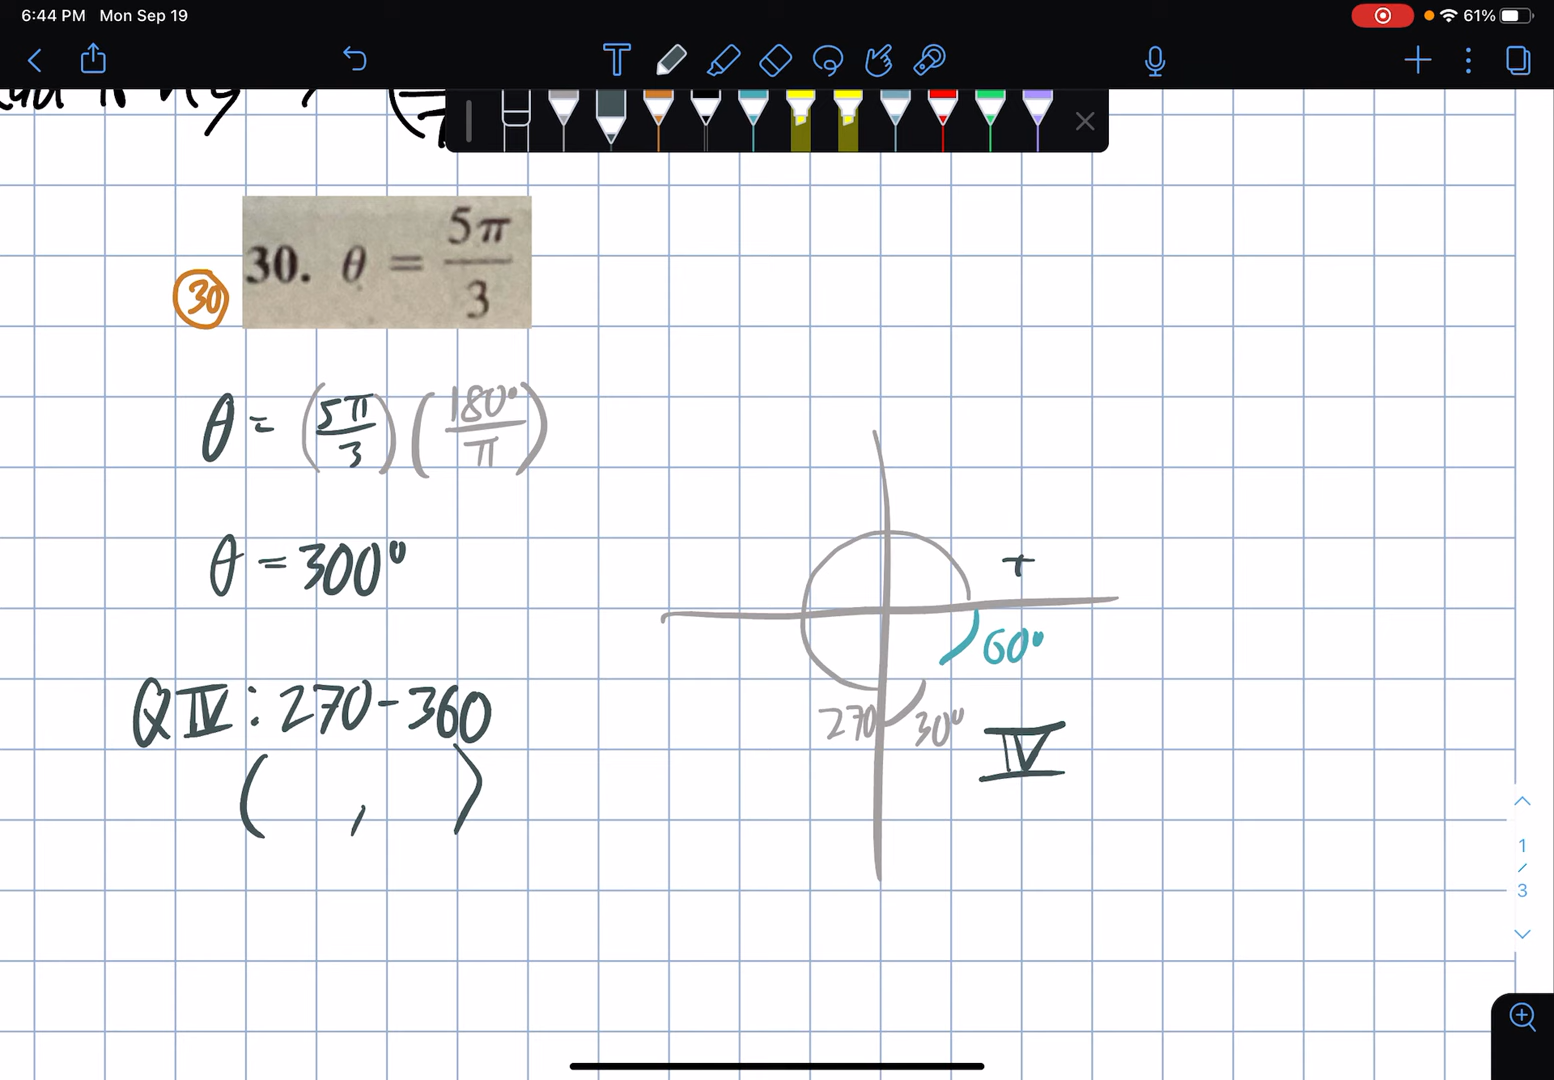 6:44 PM Mon Sep 19
61%
30. θ = 5π/3
30
θ = (5π/3)(180°/π)
θ = 300°
+
60°
QIV: 270-360
270 30°
IV
( , )
1
/
3